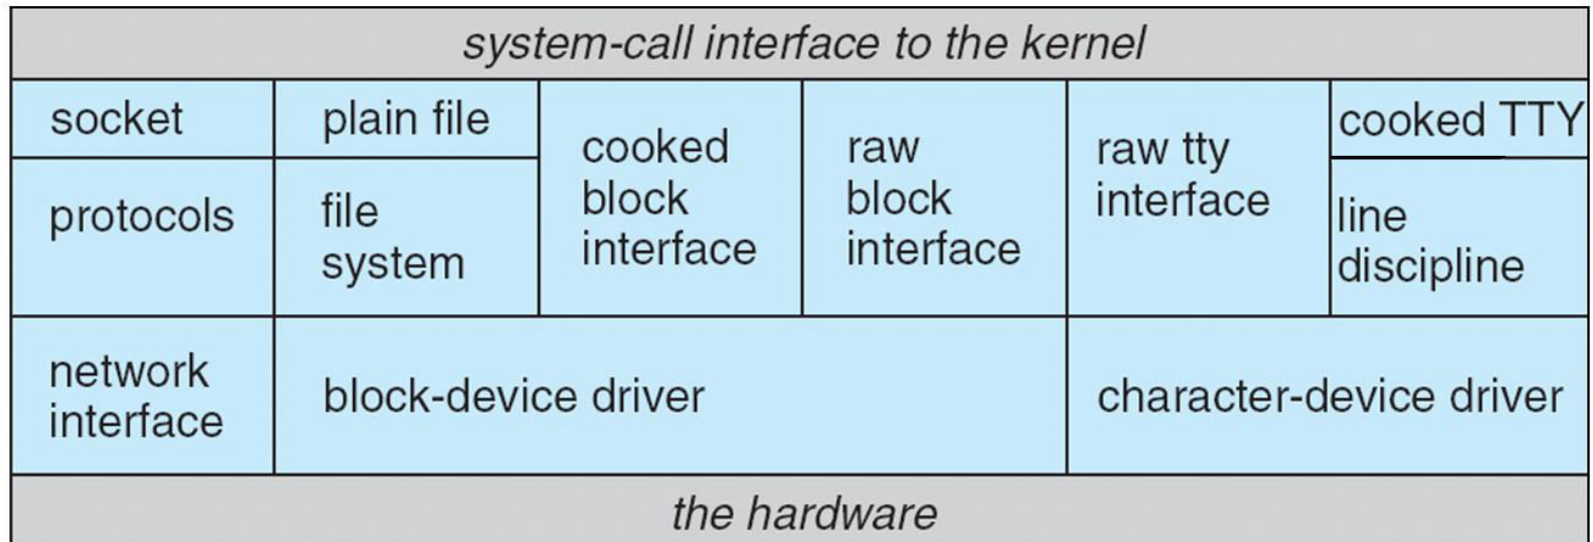 system-call interface to the kernel
socket
plain file
cooked
block
interface
raw
block
interface
raw tty
interface
cooked TTY
protocols
file
system
line
discipline
network
interface
block-device driver
character-device driver
the hardware